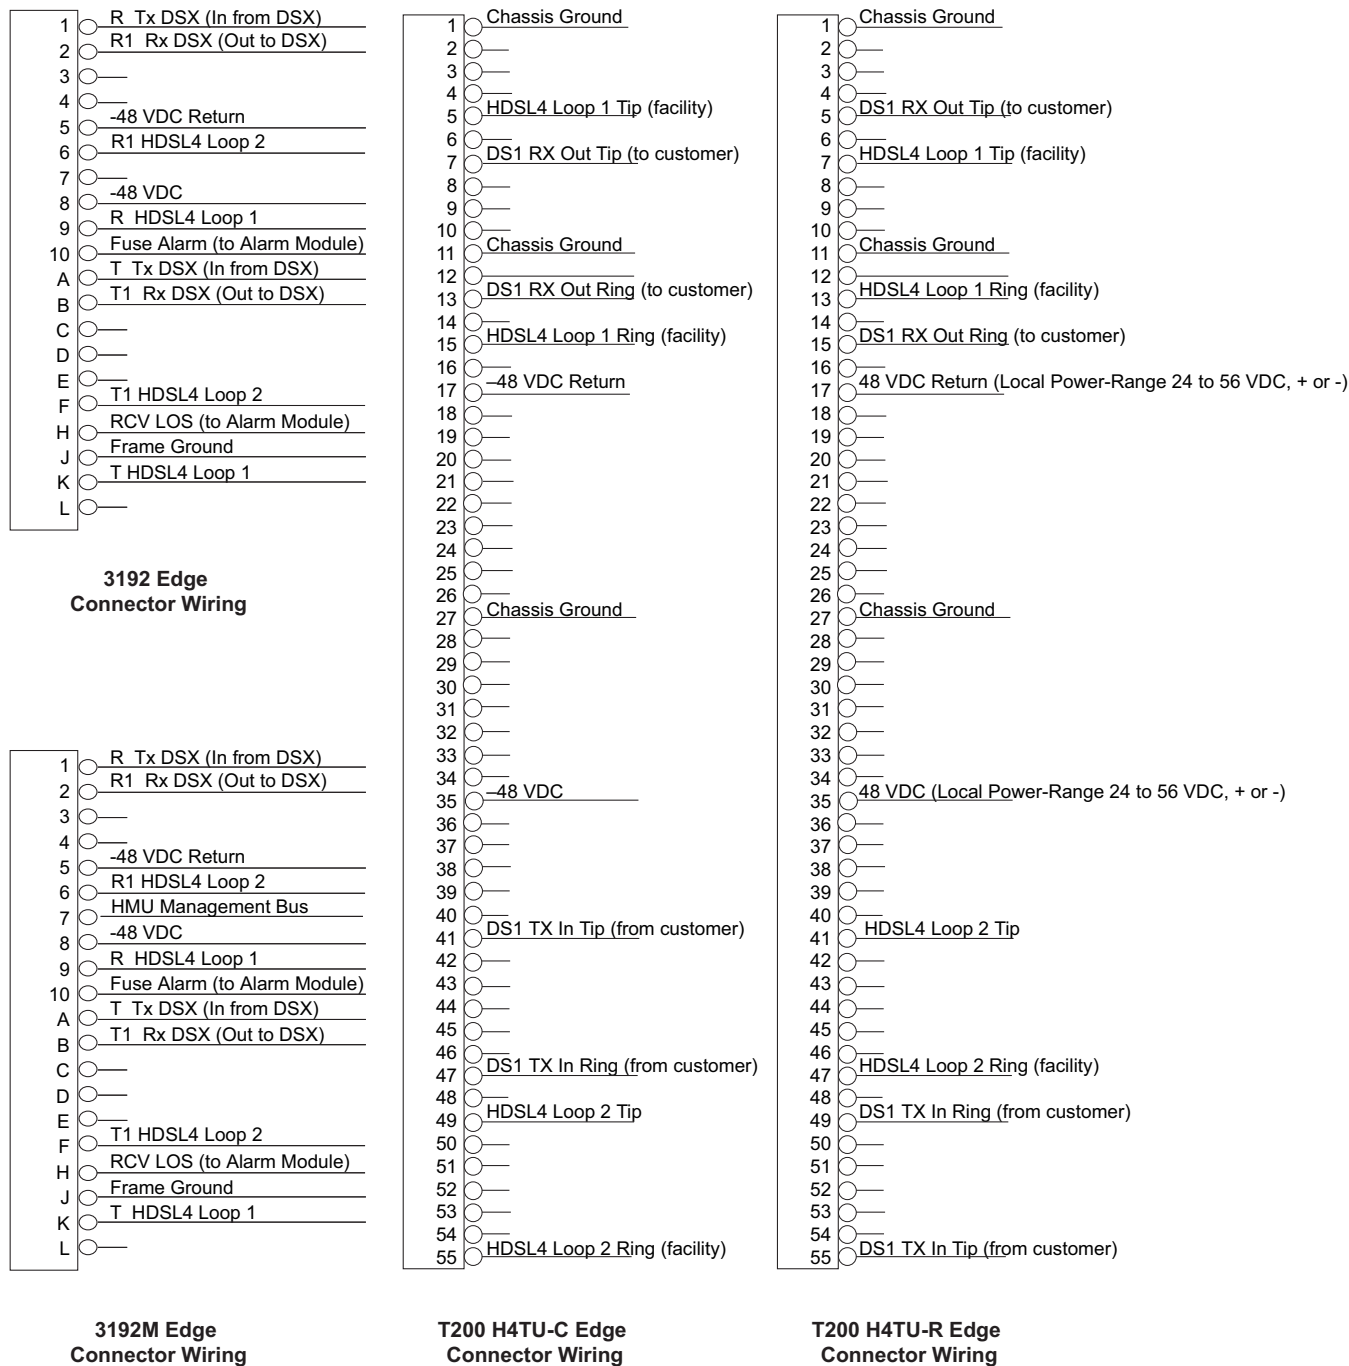 1 R Tx DSX (In from DSX)
2 R1 Rx DSX (Out to DSX)
3
4
5 -48 VDC Return
6 R1 HDSL4 Loop 2
7
8 -48 VDC
9 R HDSL4 Loop 1
10 Fuse Alarm (to Alarm Module)
A T Tx DSX (In from DSX)
B T1 Rx DSX (Out to DSX)
C
D
E
F T1 HDSL4 Loop 2
H RCV LOS (to Alarm Module)
J Frame Ground
K T HDSL4 Loop 1
L
3192 Edge
Connector Wiring
1 R Tx DSX (In from DSX)
2 R1 Rx DSX (Out to DSX)
3
4
5 -48 VDC Return
6 R1 HDSL4 Loop 2
7 HMU Management Bus
8 -48 VDC
9 R HDSL4 Loop 1
10 Fuse Alarm (to Alarm Module)
A T Tx DSX (In from DSX)
B T1 Rx DSX (Out to DSX)
C
D
E
F T1 HDSL4 Loop 2
H RCV LOS (to Alarm Module)
J Frame Ground
K T HDSL4 Loop 1
L
3192M Edge
Connector Wiring
1 Chassis Ground
2
3
4
5 HDSL4 Loop 1 Tip (facility)
6
7 DS1 RX Out Tip (to customer)
8
9
10
11 Chassis Ground
12
13 DS1 RX Out Ring (to customer)
14
15 HDSL4 Loop 1 Ring (facility)
16
17 –48 VDC Return
18
19
20
21
22
23
24
25
26
27 Chassis Ground
28
29
30
31
32
33
34
35 –48 VDC
36
37
38
39
40
41 DS1 TX In Tip (from customer)
42
43
44
45
46
47 DS1 TX In Ring (from customer)
48
49 HDSL4 Loop 2 Tip
50
51
52
53
54
55 HDSL4 Loop 2 Ring (facility)
T200 H4TU-C Edge
Connector Wiring
1 Chassis Ground
2
3
4
5 DS1 RX Out Tip (to customer)
6
7 HDSL4 Loop 1 Tip (facility)
8
9
10
11 Chassis Ground
12
13 HDSL4 Loop 1 Ring (facility)
14
15 DS1 RX Out Ring (to customer)
16
17 48 VDC Return (Local Power-Range 24 to 56 VDC, + or -)
18
19
20
21
22
23
24
25
26
27 Chassis Ground
28
29
30
31
32
33
34
35 48 VDC (Local Power-Range 24 to 56 VDC, + or -)
36
37
38
39
40
41 HDSL4 Loop 2 Tip
42
43
44
45
46
47 HDSL4 Loop 2 Ring (facility)
48
49 DS1 TX In Ring (from customer)
50
51
52
53
54
55 DS1 TX In Tip (from customer)
T200 H4TU-R Edge
Connector Wiring